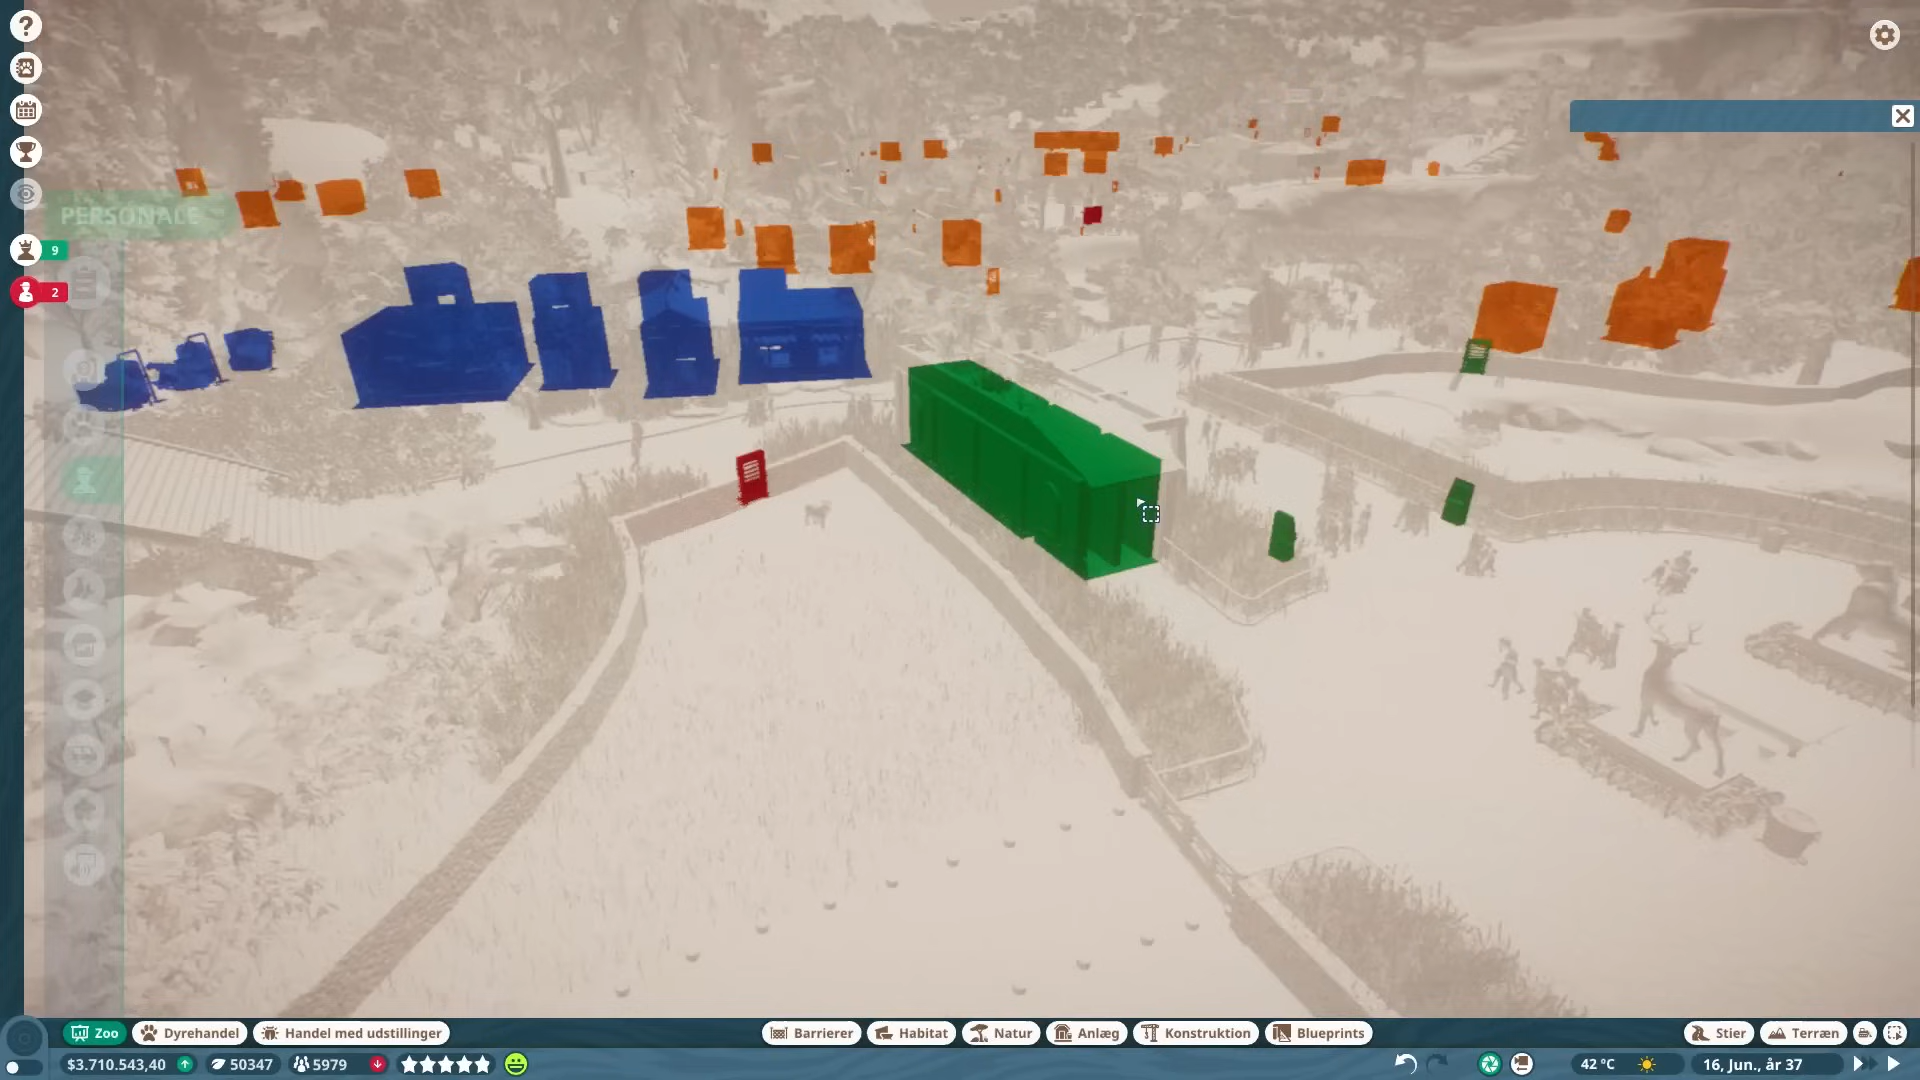 ?
PERSONALE
9
2
Zoo
Dyrehandel
Handel med udstillinger
Barrierer
Habitat
Natur
Anlæg
Konstruktion
Blueprints
Stier
Terræn
$3.710.543,40
50347
5979
42 °C
16, Jun., år 37